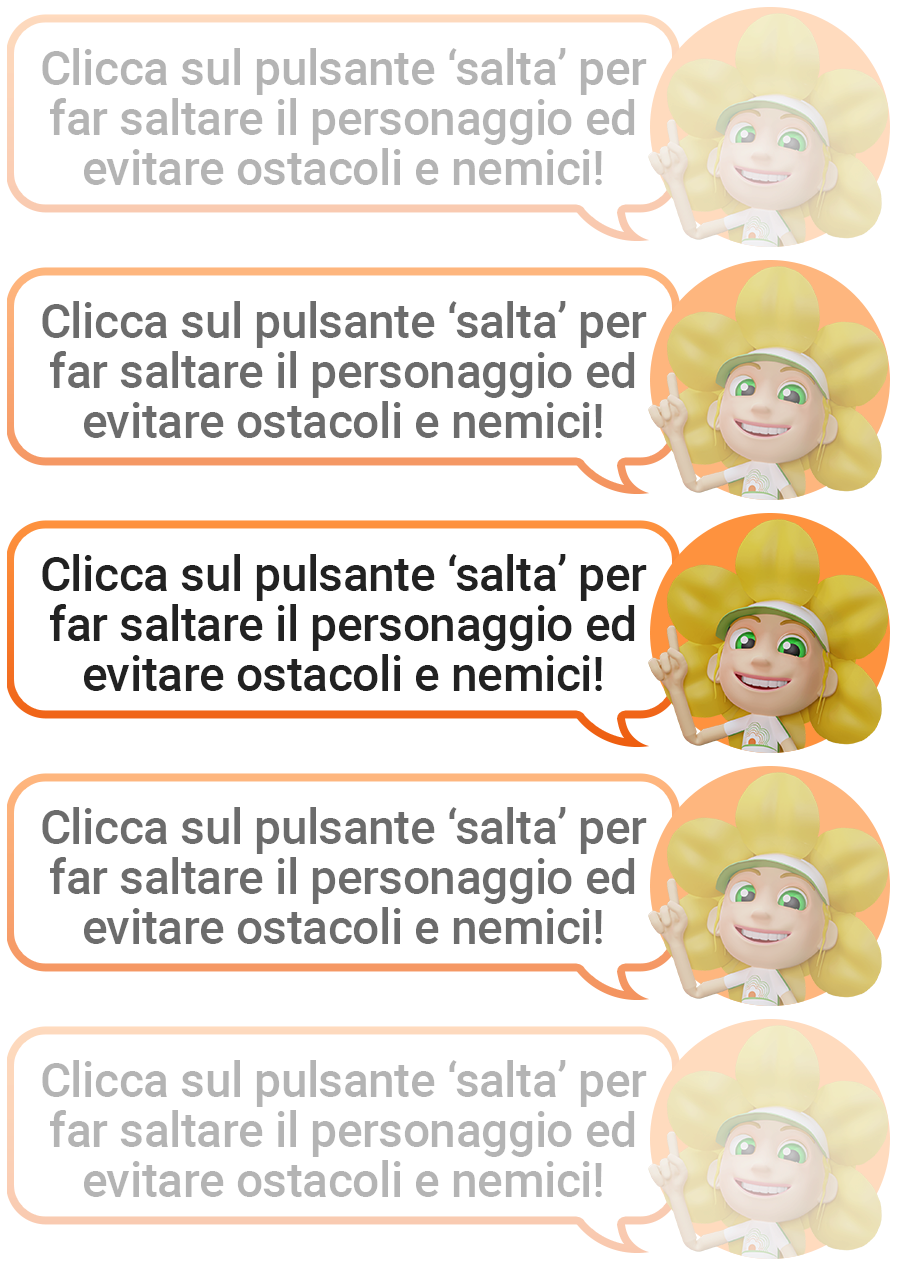 Clicca sul pulsante ‘salta’ per
far saltare il personaggio ed
evitare ostacoli e nemici!
Clicca sul pulsante ‘salta’ per
far saltare il personaggio ed
evitare ostacoli e nemici!
Clicca sul pulsante ‘salta’ per
far saltare il personaggio ed
evitare ostacoli e nemici!
Clicca sul pulsante ‘salta’ per
far saltare il personaggio ed
evitare ostacoli e nemici!
Clicca sul pulsante ‘salta’ per
far saltare il personaggio ed
evitare ostacoli e nemici!